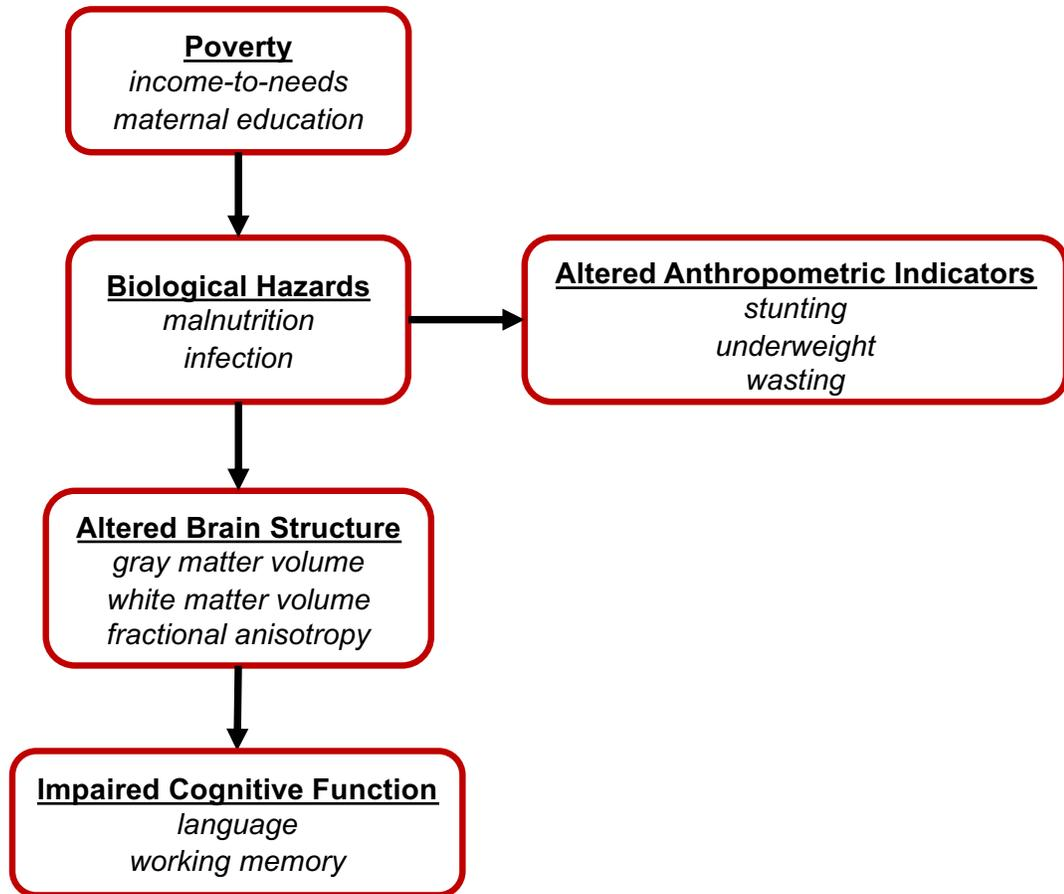 Poverty
income-to-needs
maternal education
Biological Hazards
malnutrition
infection
Altered Anthropometric Indicators
stunting
underweight
wasting
Altered Brain Structure
gray matter volume
white matter volume
fractional anisotropy
Impaired Cognitive Function
language
working memory